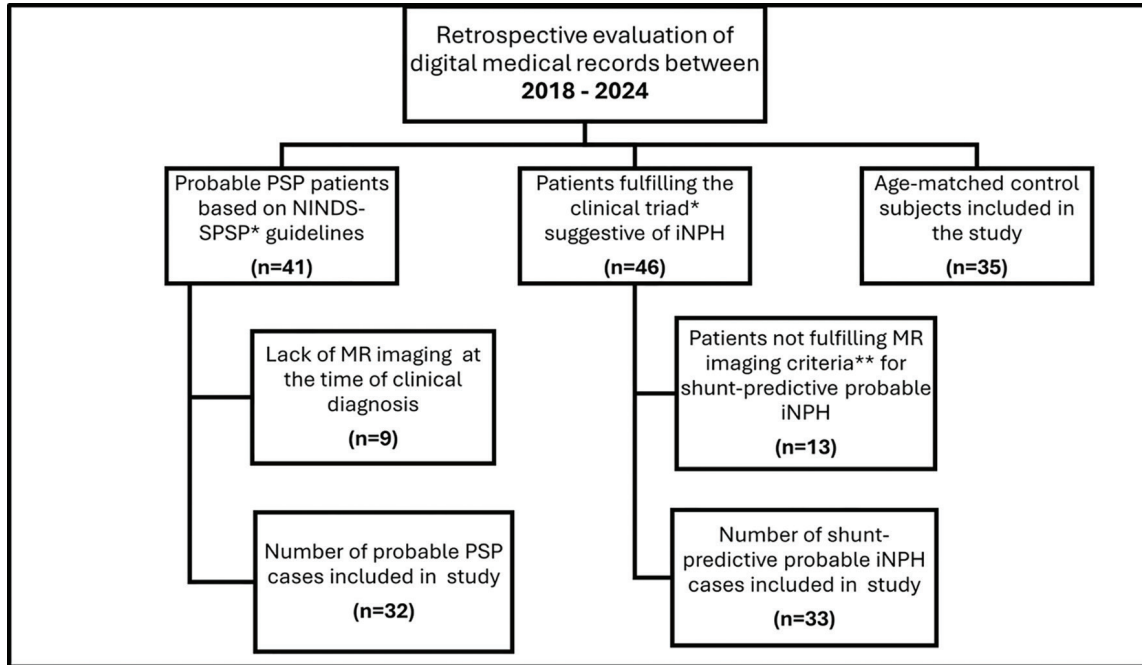 Retrospective evaluation of
digital medical records between
2018 - 2024
Probable PSP patients
based on NINDS-
SPSP* guidelines
(n=41)
Patients fulfilling the
clinical triad*
suggestive of iNPH
(n=46)
Age-matched control
subjects included in
the study
(n=35)
Lack of MR imaging at
the time of clinical
diagnosis
(n=9)
Patients not fulfilling MR
imaging criteria** for
shunt-predictive probable
iNPH
(n=13)
Number of probable PSP
cases included in study
(n=32)
Number of shunt-
predictive probable iNPH
cases included in study
(n=33)